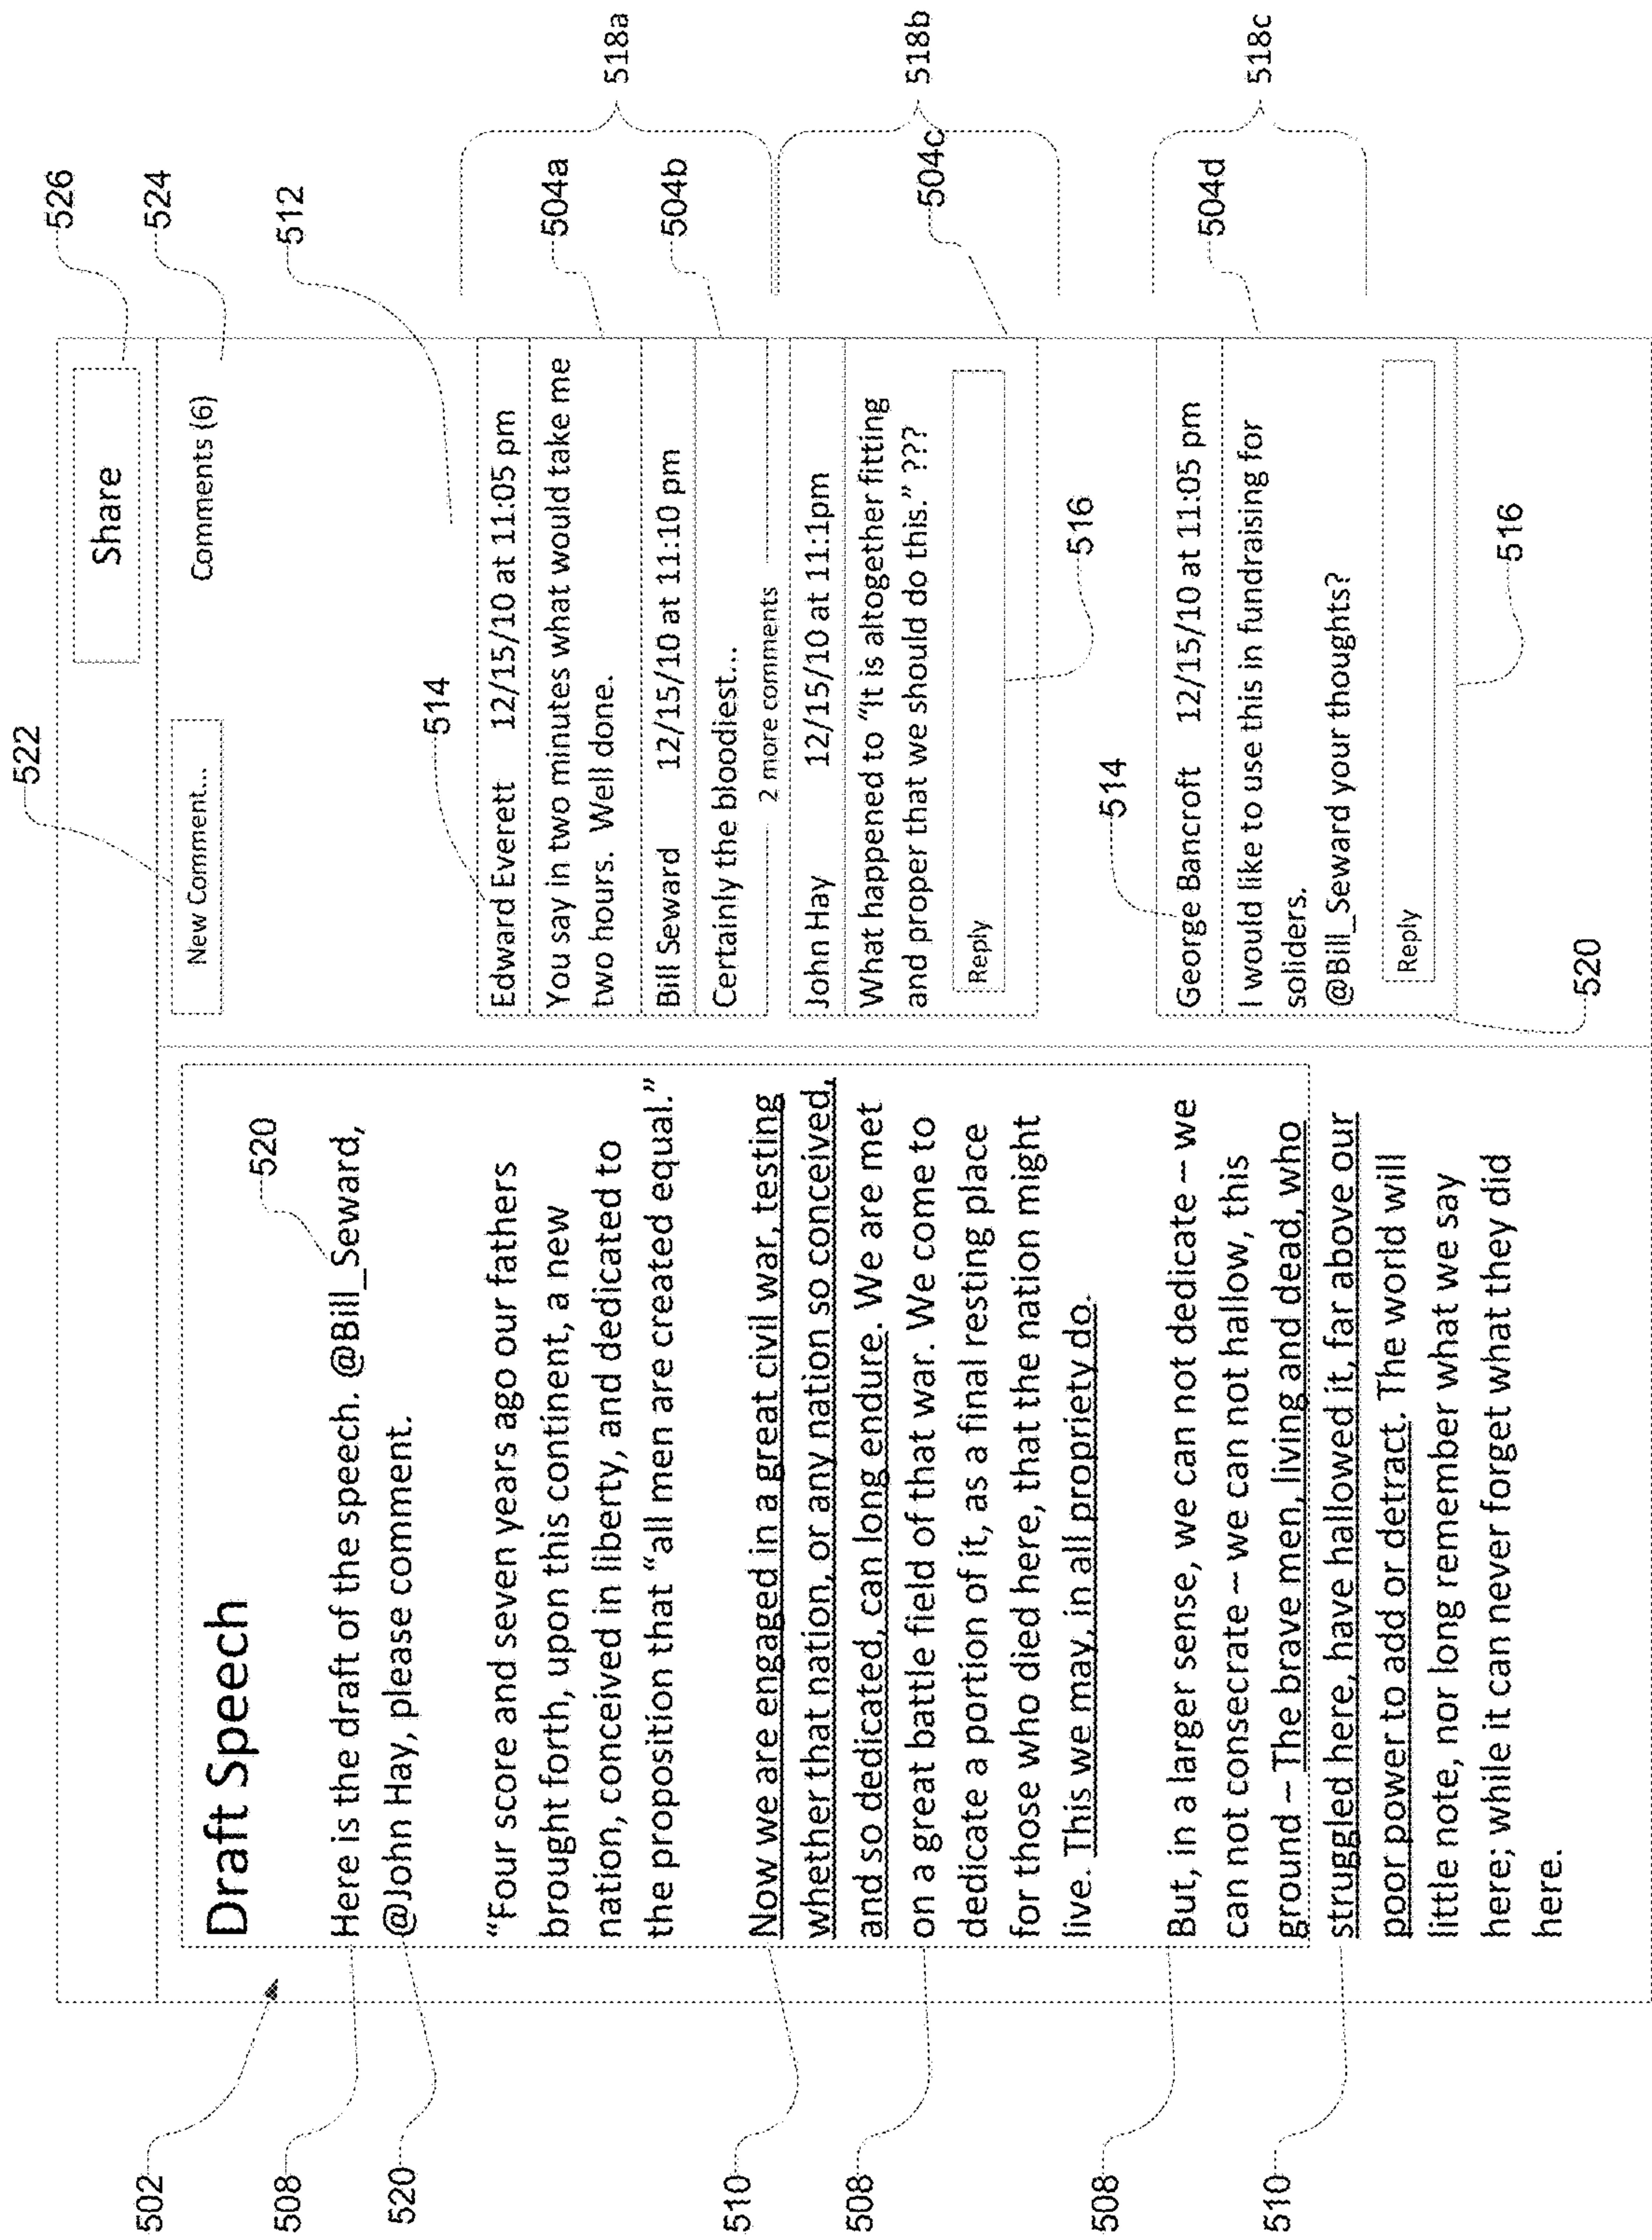 522
526
524
512
Share
New Comment...
Comments (6)
502
508
520
510
508
508
510
Draft Speech
520
Here is the draft of the speech. @Bill_Seward,
@John Hay, please comment.
“Four score and seven years ago our fathers
brought forth, upon this continent, a new
nation, conceived in liberty, and dedicated to
the proposition that “all men are created equal.”
Now we are engaged in a great civil war, testing
whether that nation, or any nation so conceived,
and so dedicated, can long endure. We are met
on a great battle field of that war. We come to
dedicate a portion of it, as a final resting place
for those who died here, that the nation might
live. This we may, in all propriety do.
But, in a larger sense, we can not dedicate – we
can not consecrate – we can not hallow, this
ground – The brave men, living and dead, who
struggled here, have hallowed it, far above our
poor power to add or detract. The world will
little note, nor long remember what we say
here; while it can never forget what they did
here.
514
Edward Everett 12/15/10 at 11:05 pm
You say in two minutes what would take me
two hours. Well done.
Bill Seward 12/15/10 at 11:10 pm
Certainly the bloodiest...
2 more comments
John Hay 12/15/10 at 11:1pm
What happened to “It is altogether fitting
and proper that we should do this.” ???
Reply
516
514
George Bancroft 12/15/10 at 11:05 pm
I would like to use this in fundraising for
soliders.
@Bill_Seward your thoughts?
Reply
520
516
518a
504a
504b
518b
504c
504d
518c